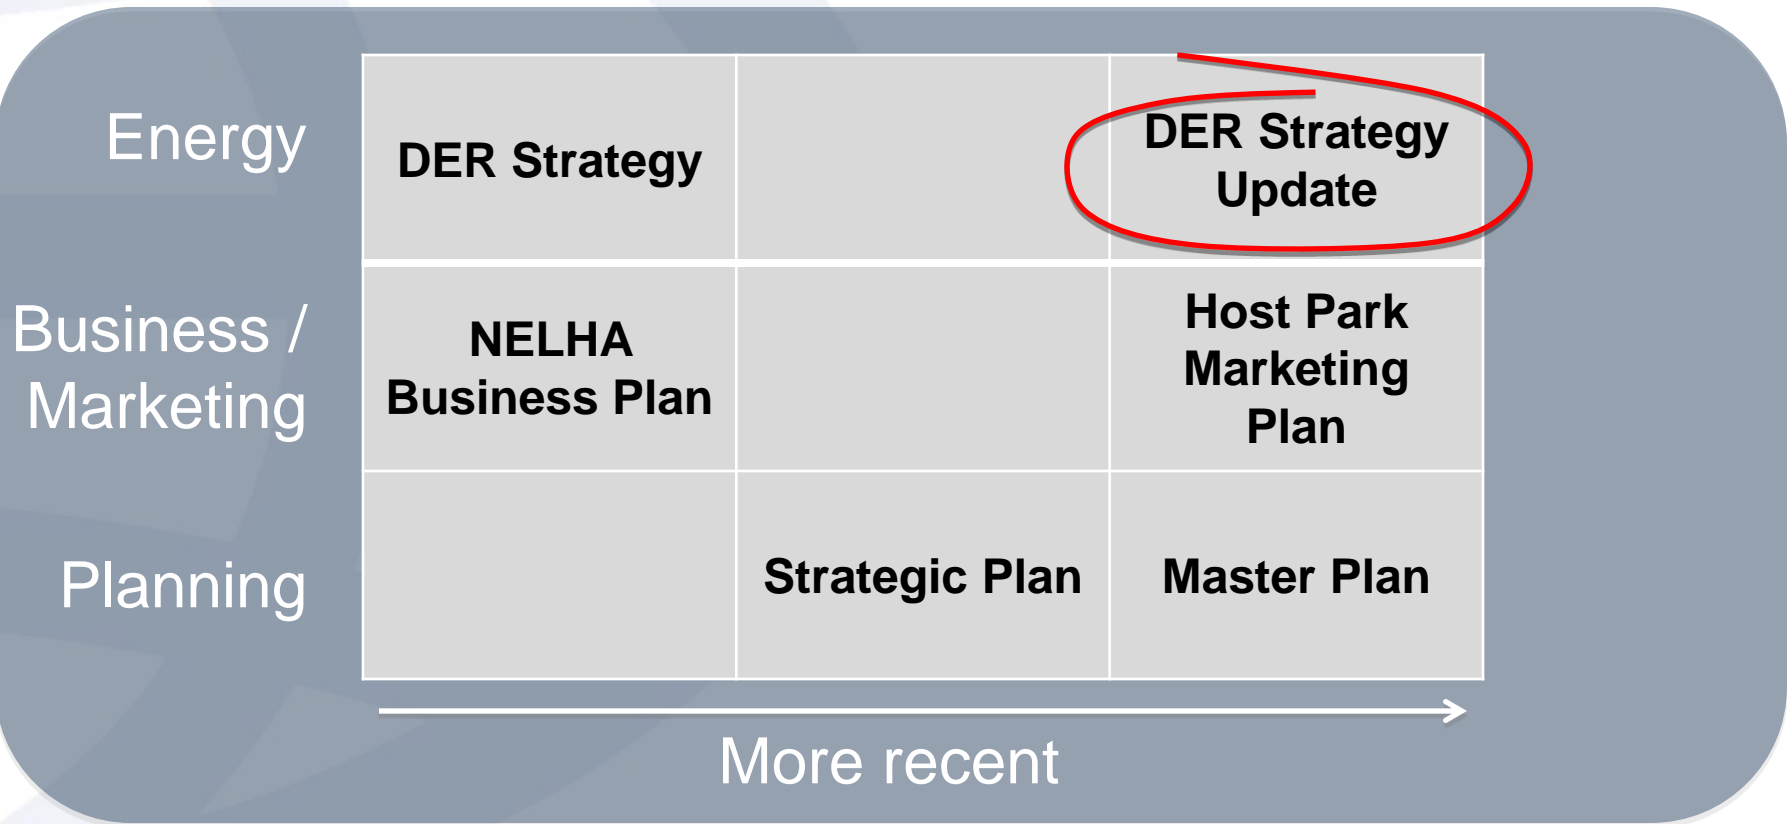 Energy
DER Strategy
DER Strategy
Update
Business /
Marketing
NELHA
Business Plan
Host Park
Marketing
Plan
Planning
Strategic Plan
Master Plan
More recent